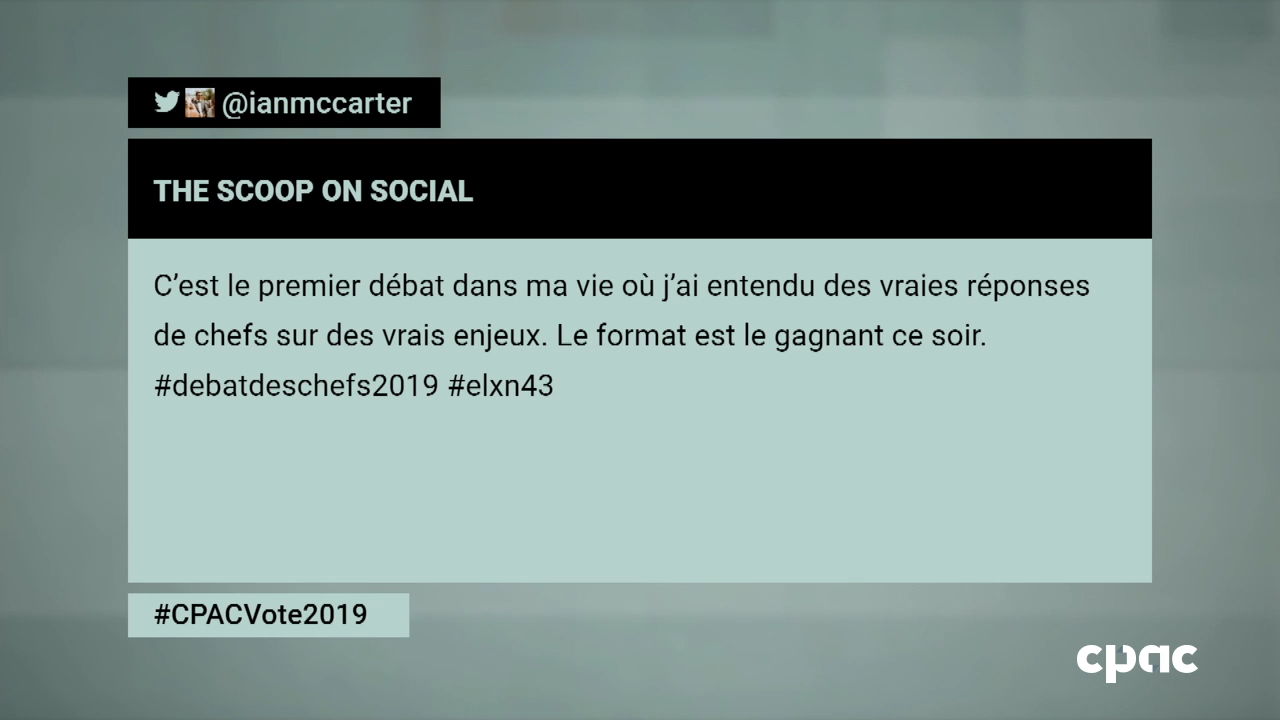 @ianmccarter
THE SCOOP ON SOCIAL
C’est le premier débat dans ma vie où j’ai entendu des vraies réponses
de chefs sur des vrais enjeux. Le format est le gagnant ce soir.
#debatdeschefs2019 #elxn43
#CPACVote2019
cpac